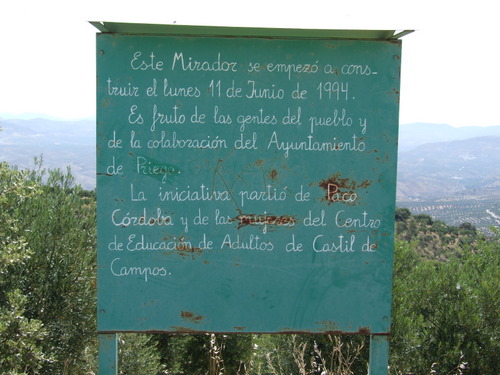 Este Mirador se empezó a cons-
truir el lunes 11 de Junio de 1994.
Es fruto de las gentes del pueblo y
de la colaboración del Ayuntamiento
de Priego.
La iniciativa partió de Paco
Córdoba y de las mujeres del Centro
de Educación de Adultos de Castil de
Campos.